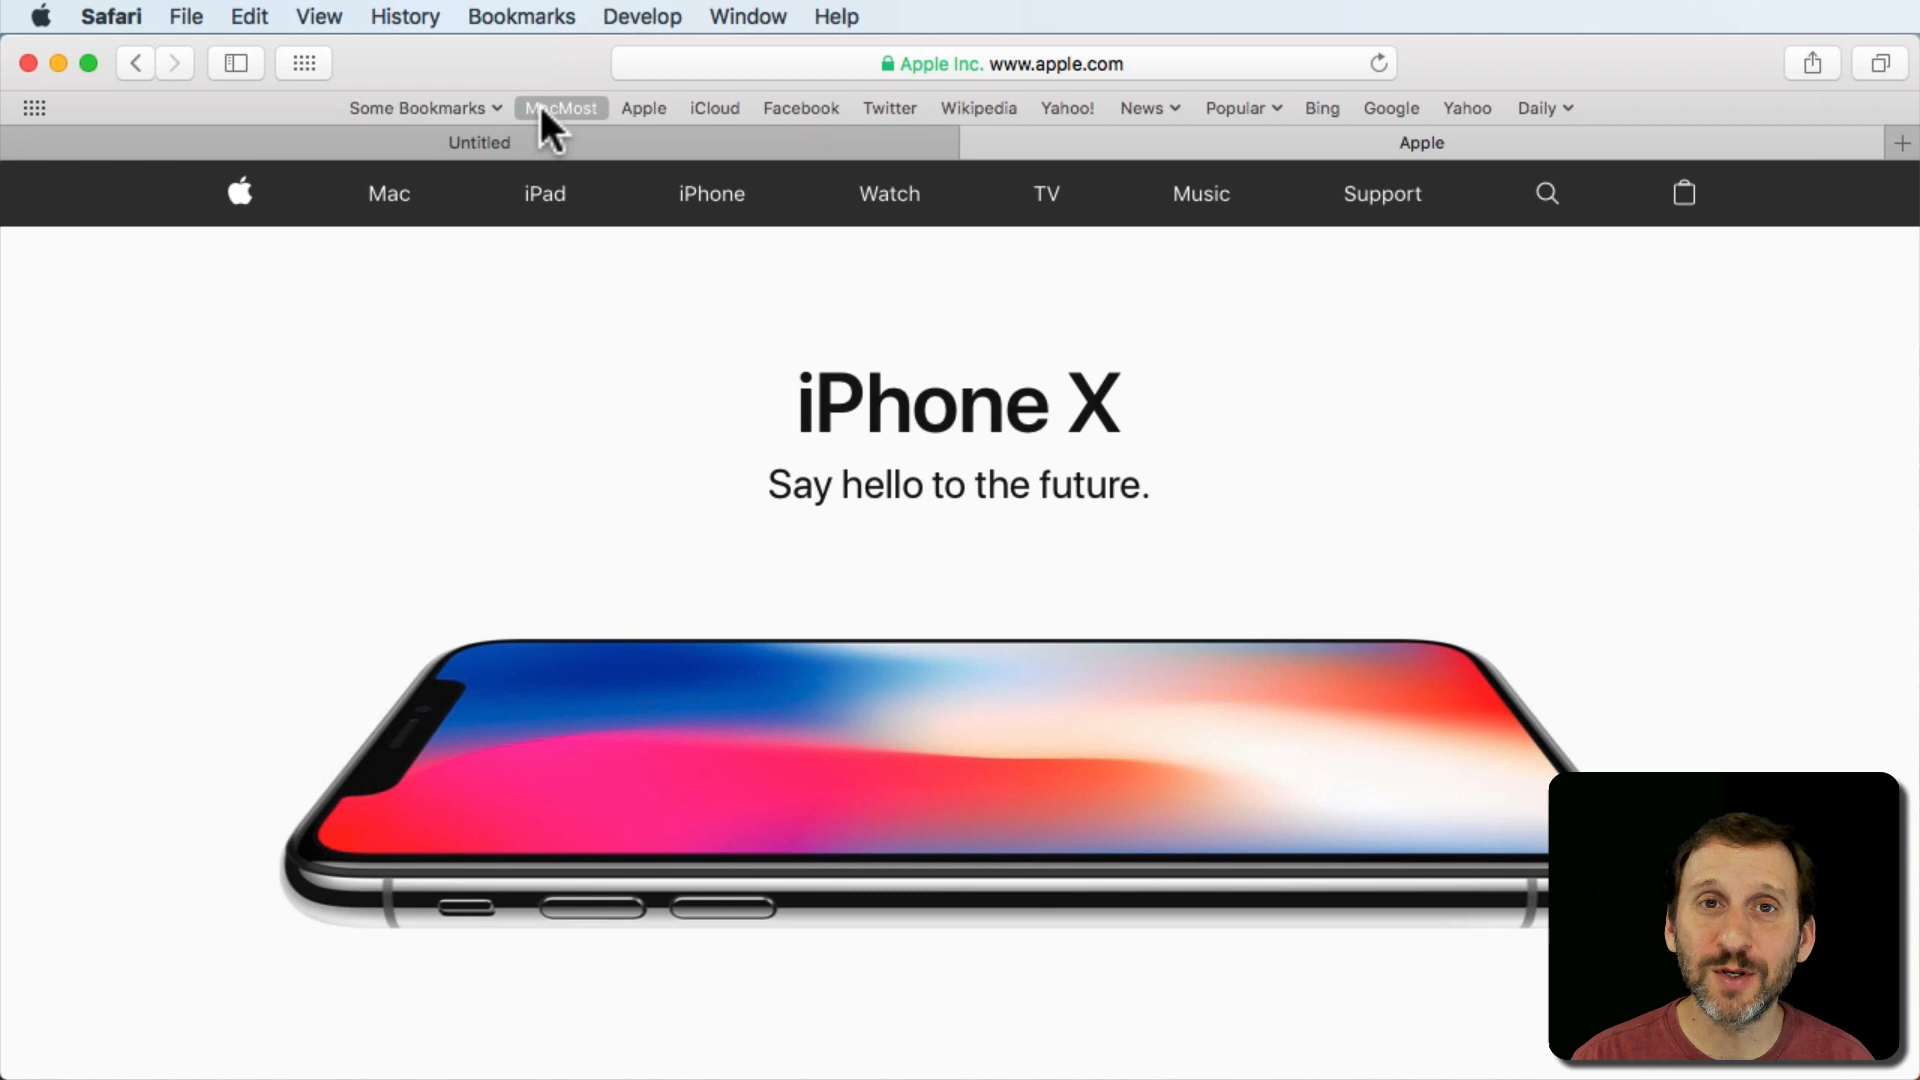 Safari File Edit View History Bookmarks Develop Window Help
Apple Inc. www.apple.com
Some Bookmarks MacMost Apple iCloud Facebook Twitter Wikipedia Yahoo! News Popular Bing Google Yahoo Daily
Untitled Apple
Mac iPad iPhone Watch TV Music Support
iPhone X
Say hello to the future.